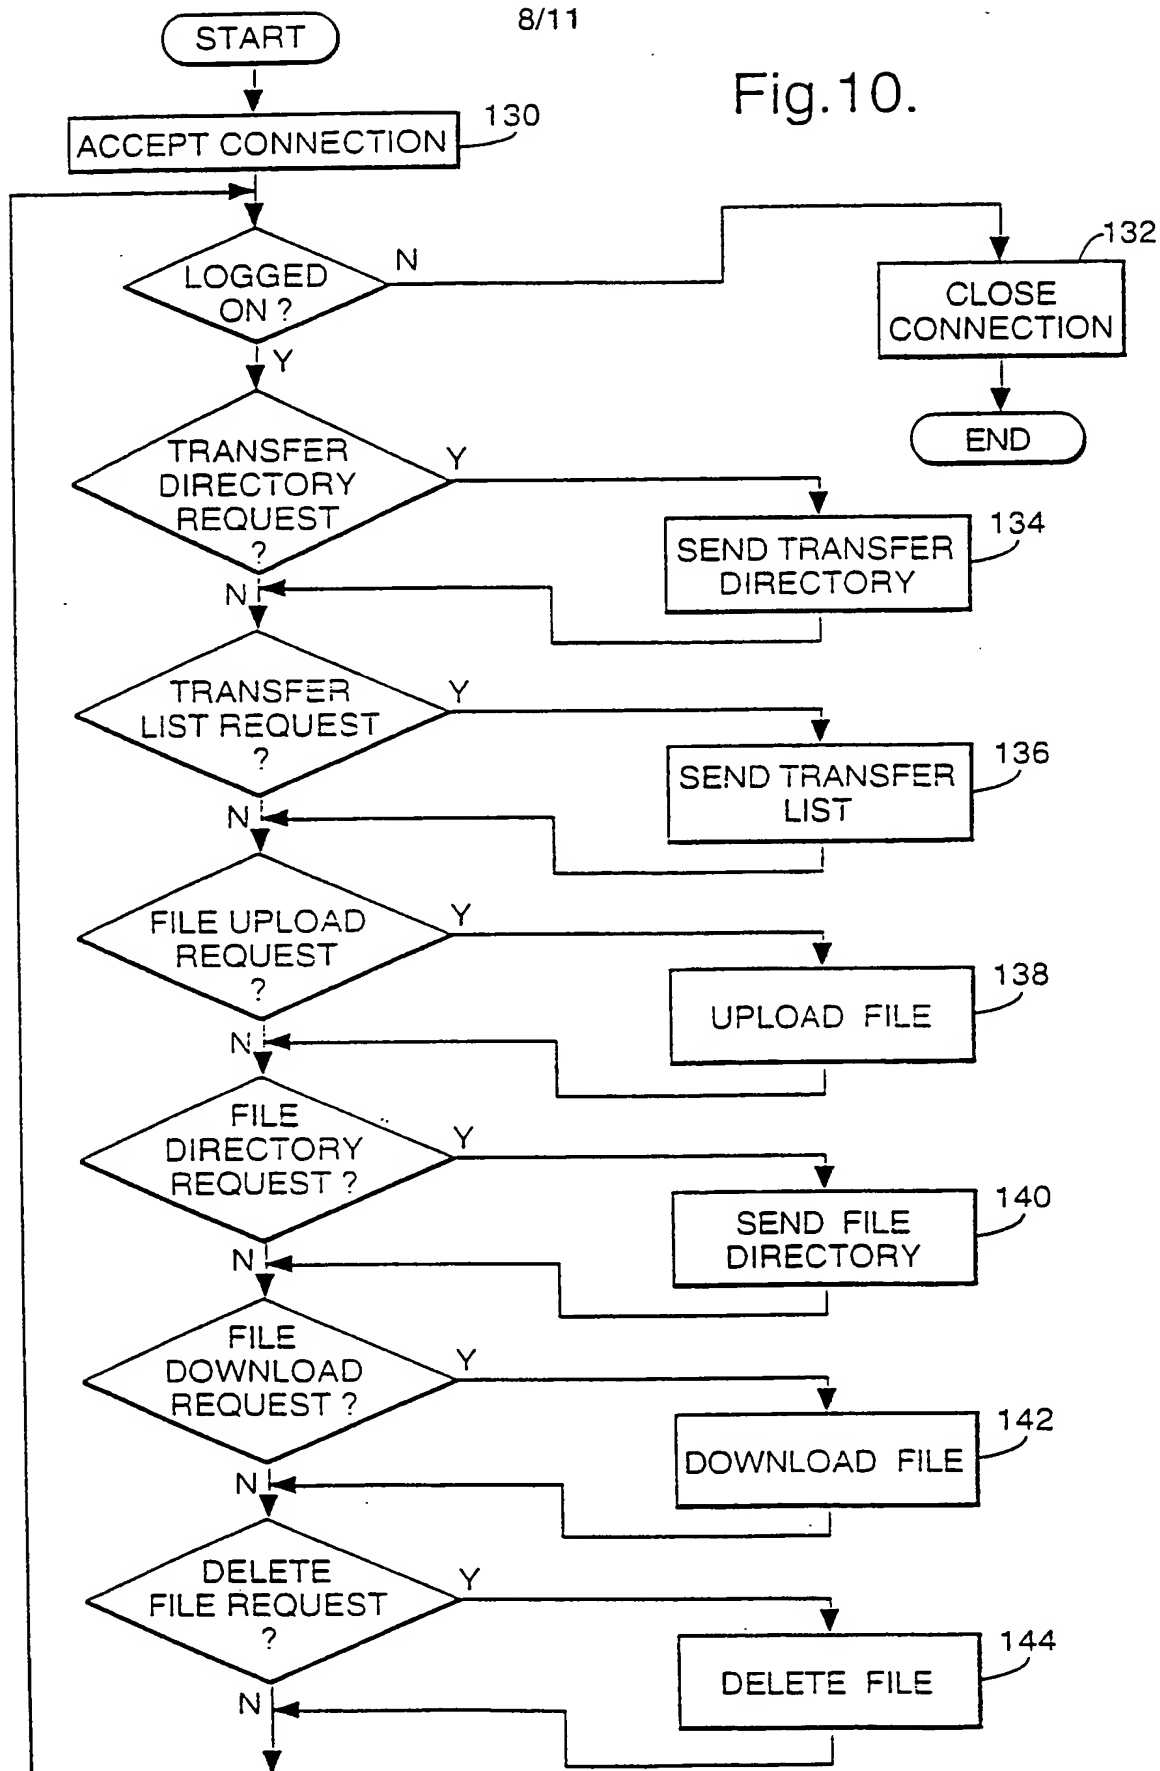 8/11
Fig.10.
START
ACCEPT CONNECTION
130
LOGGED
ON ?
N
Y
132
CLOSE
CONNECTION
END
TRANSFER
DIRECTORY
REQUEST
?
Y
N
134
SEND TRANSFER
DIRECTORY
TRANSFER
LIST REQUEST
?
Y
N
136
SEND TRANSFER
LIST
FILE UPLOAD
REQUEST
?
Y
N
138
UPLOAD FILE
FILE
DIRECTORY
REQUEST ?
Y
N
140
SEND FILE
DIRECTORY
FILE
DOWNLOAD
REQUEST ?
Y
N
142
DOWNLOAD FILE
DELETE
FILE REQUEST
?
Y
N
144
DELETE FILE